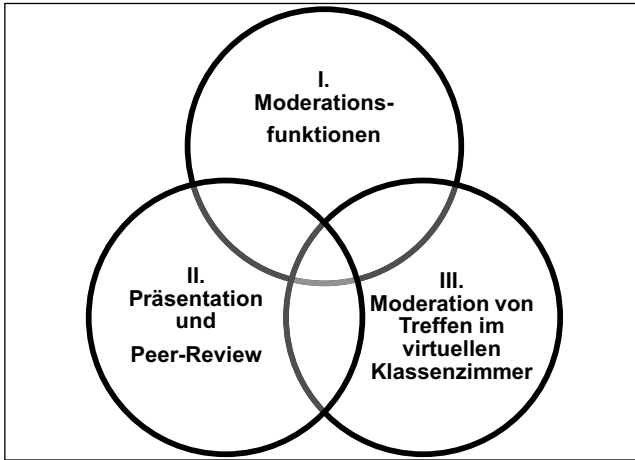 I.
Moderations-
funktionen
II.
Präsentation
und
Peer-Review
III.
Moderation von
Treffen im
virtuellen
Klassenzimmer